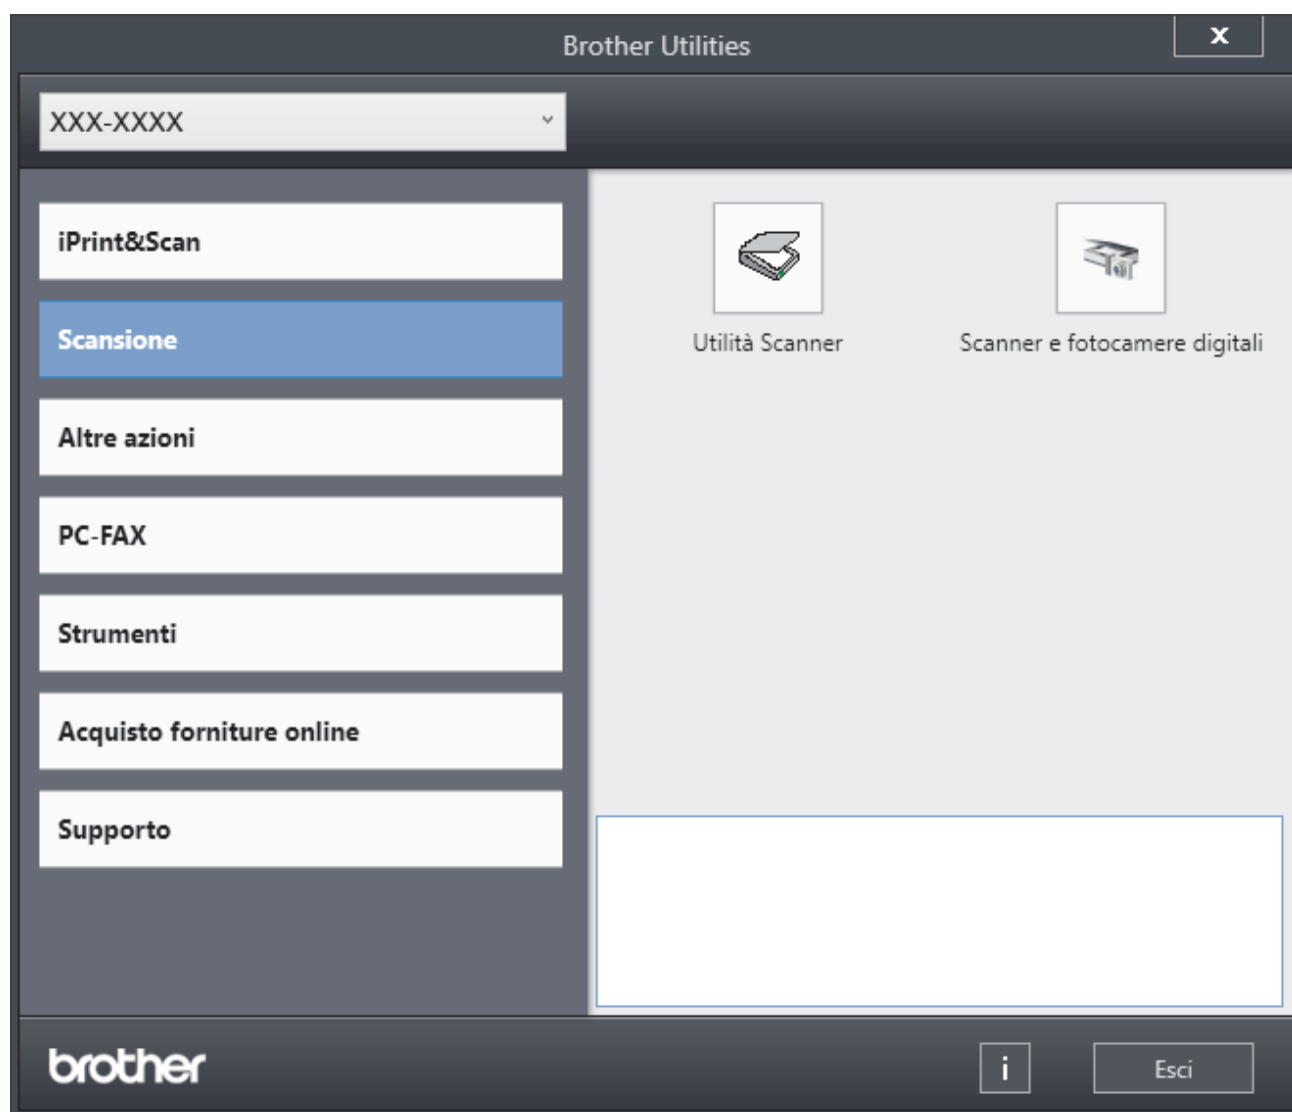 Brother Utilities
x
XXX-XXXX
iPrint&Scan
Scansione
Altre azioni
PC-FAX
Strumenti
Acquisto forniture online
Supporto
Utilità Scanner
Scanner e fotocamere digitali
brother
i
Esci